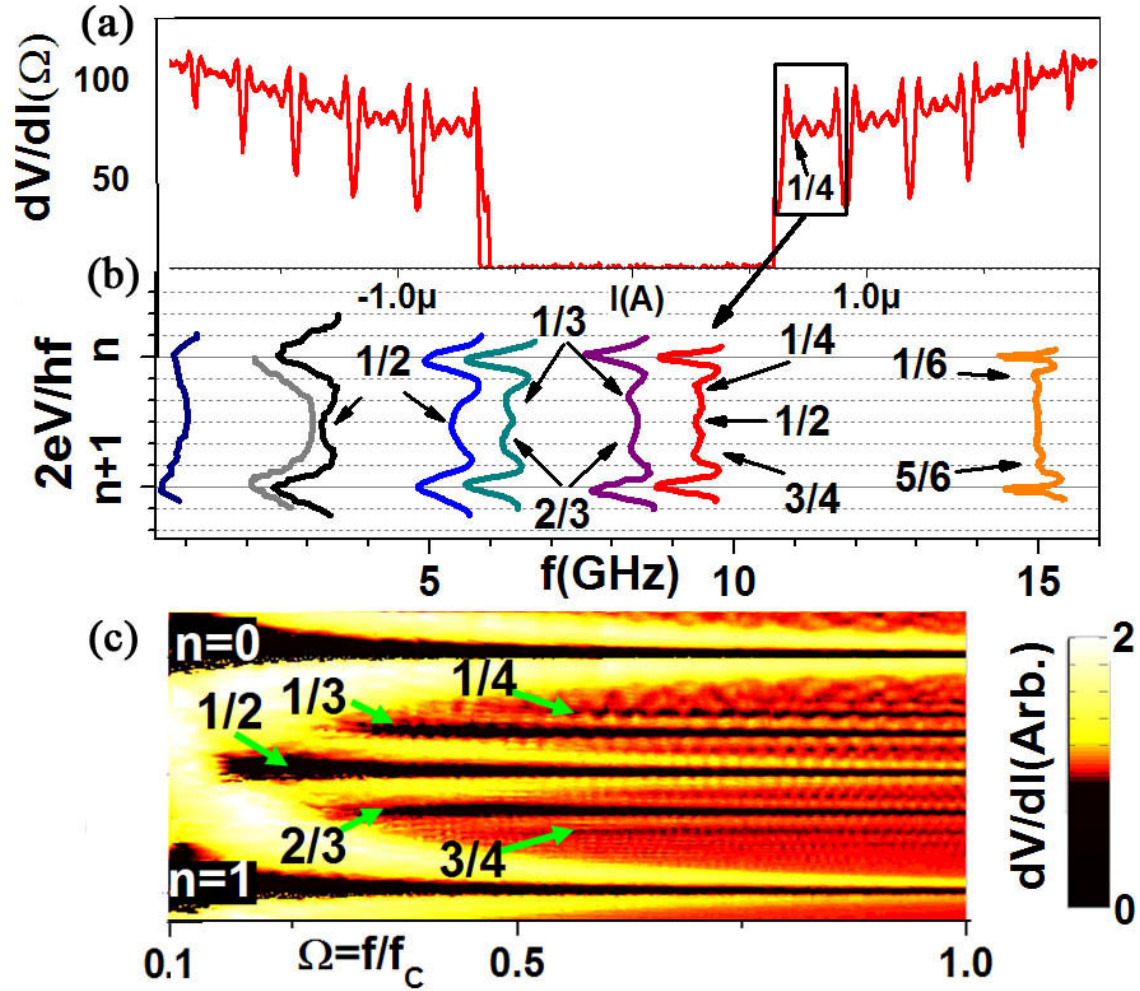 (a)
dV/dI(Ω)
100
50
1/4
(b)
-1.0μ
I(A)
1.0μ
2eV/hf
n
n+1
1/2
1/3
2/3
1/4
1/2
3/4
1/6
5/6
5
10
15
f(GHz)
(c)
n=0
1/2
1/3
1/4
2/3
3/4
n=1
0.1
Ω=f/fC
0.5
1.0
2
0
dV/dI(Arb.)